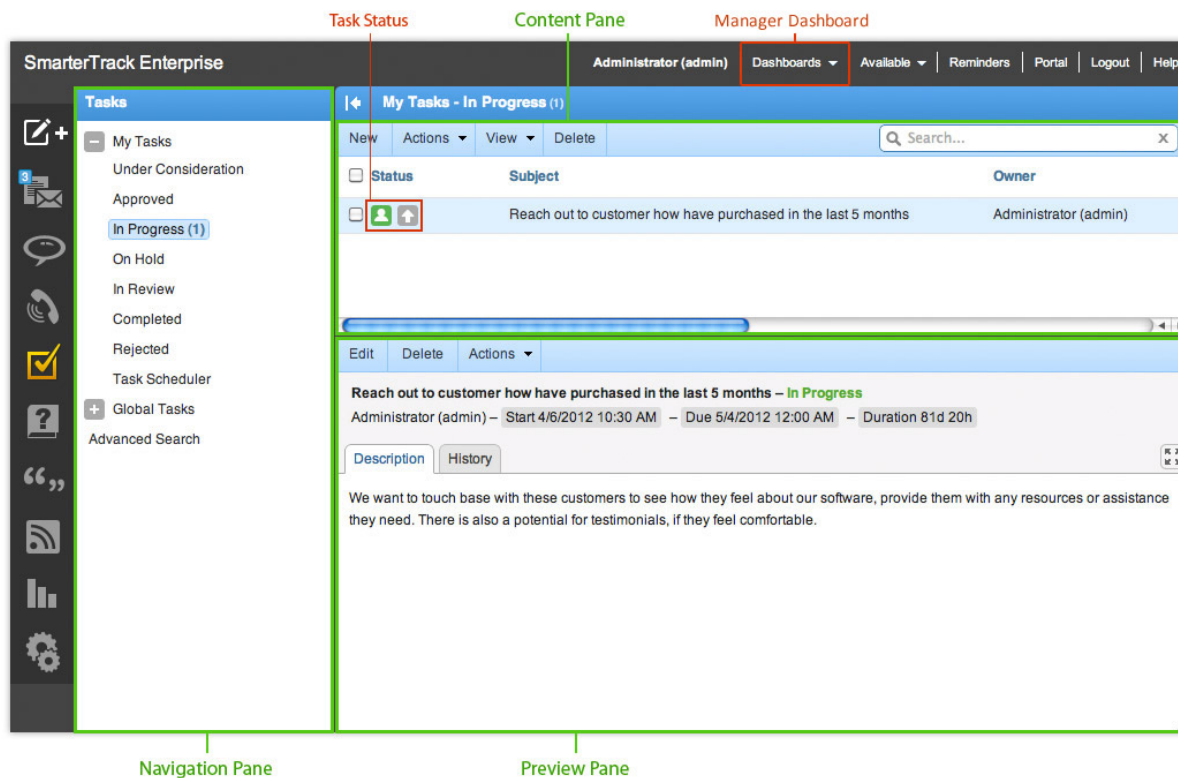 Task Status
Content Pane
Manager Dashboard
SmarterTrack Enterprise
Administrator (admin)
Dashboards
Available
Reminders
Portal
Logout
Help
Tasks
My Tasks - In Progress (1)
New
Actions
View
Delete
Search...
X
3
My Tasks
Under Consideration
Approved
In Progress (1)
On Hold
In Review
Completed
Rejected
Task Scheduler
Global Tasks
Advanced Search
Status
Subject
Owner
Reach out to customer how have purchased in the last 5 months
Administrator (admin)
Edit
Delete
Actions
Reach out to customer how have purchased in the last 5 months – In Progress
Administrator (admin) – Start 4/6/2012 10:30 AM – Due 5/4/2012 12:00 AM – Duration 81d 20h
Description
History
We want to touch base with these customers to see how they feel about our software, provide them with any resources or assistance
they need. There is also a potential for testimonials, if they feel comfortable.
Navigation Pane
Preview Pane